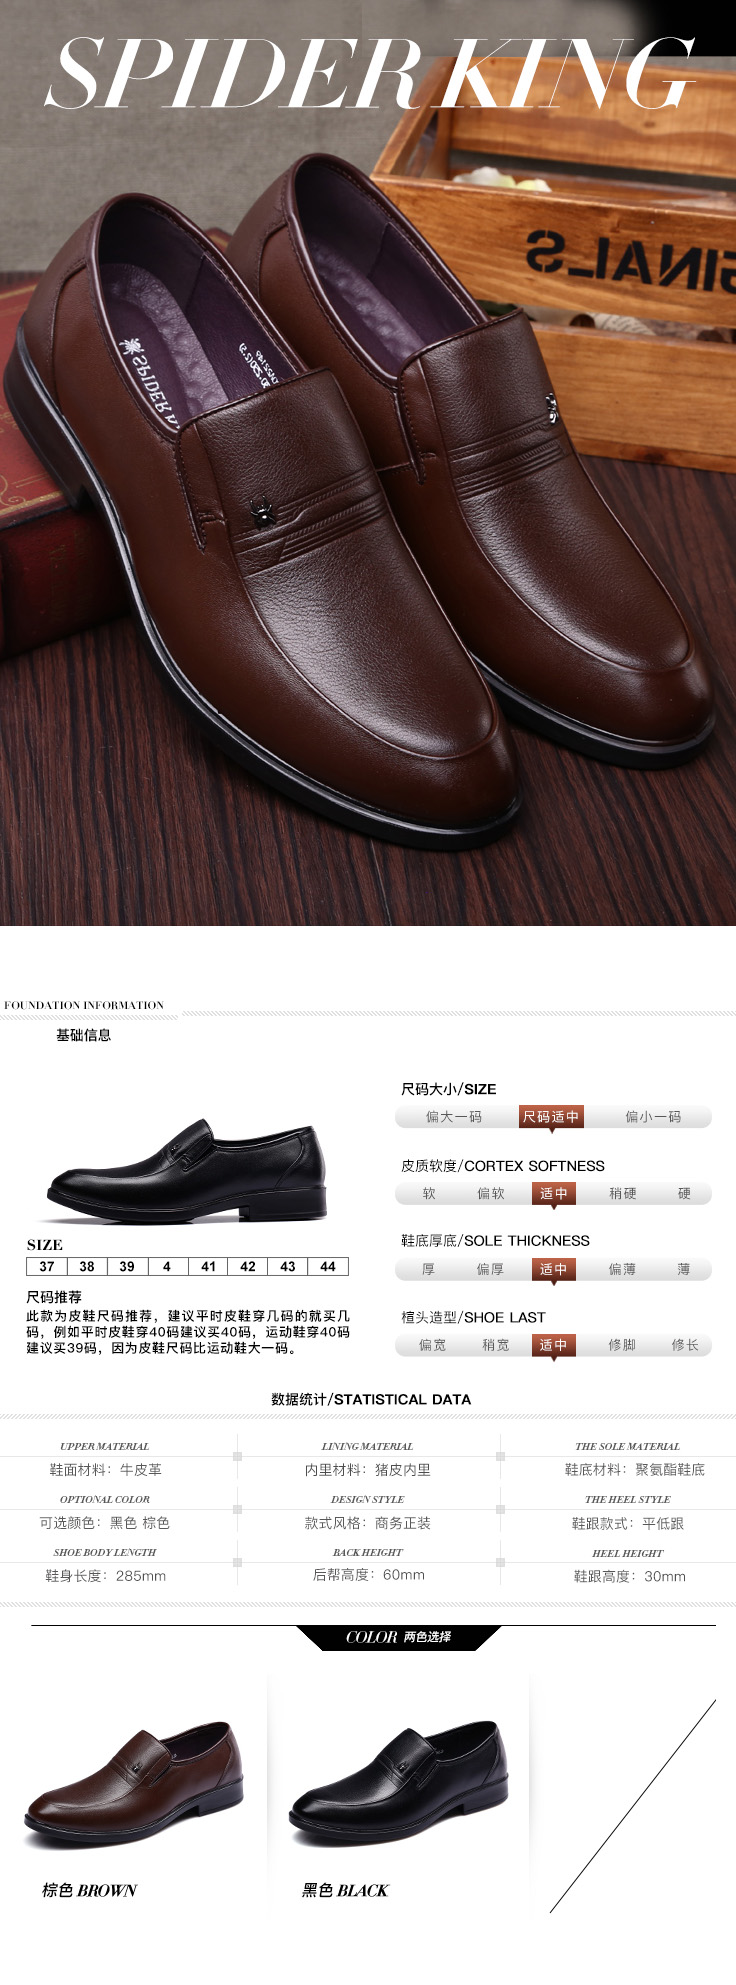 SPIDER KING
SPIDER K
GINALS
FOUNDATION INFORMATION
基础信息
尺码大小/SIZE
偏大一码 尺码适中 偏小一码
皮质软度/CORTEX SOFTNESS
软 偏软 适中 稍硬 硬
鞋底厚底/SOLE THICKNESS
厚 偏厚 适中 偏薄 薄
楦头造型/SHOE LAST
偏宽 稍宽 适中 修脚 修长
SIZE
37 38 39 4 41 42 43 44
尺码推荐
此款为皮鞋尺码推荐，建议平时皮鞋穿几码的就买几
码，例如平时皮鞋穿40码建议买40码，运动鞋穿40码
建议买39码，因为皮鞋尺码比运动鞋大一码。
数据统计/STATISTICAL DATA
UPPER MATERIAL LINING MATERIAL THE SOLE MATERIAL
鞋面材料：牛皮革 内里材料：猪皮内里 鞋底材料：聚氨酯鞋底
OPTIONAL COLOR DESIGN STYLE THE HEEL STYLE
可选颜色：黑色 棕色 款式风格：商务正装 鞋跟款式：平低跟
SHOE BODY LENGTH BACK HEIGHT HEEL HEIGHT
鞋身长度：285mm 后帮高度：60mm 鞋跟高度：30mm
COLOR 两色选择
棕色 BROWN 黑色 BLACK